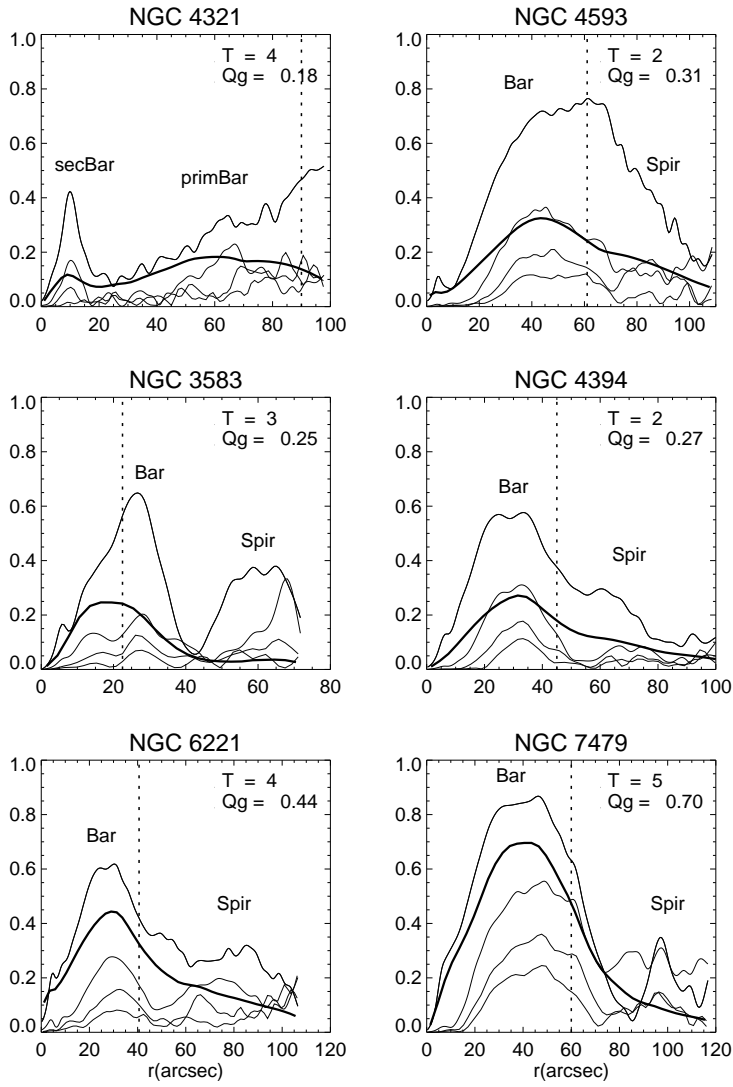 NGC 4321
T = 4
Qg = 0.18
secBar
primBar
1.0
0.8
0.6
0.4
0.2
0.0
0 20 40 60 80 100
NGC 4593
T = 2
Qg = 0.31
Bar
Spir
1.0
0.8
0.6
0.4
0.2
0.0
0 20 40 60 80 100
NGC 3583
T = 3
Qg = 0.25
Bar
Spir
1.0
0.8
0.6
0.4
0.2
0.0
0 20 40 60 80
NGC 4394
T = 2
Qg = 0.27
Bar
Spir
1.0
0.8
0.6
0.4
0.2
0.0
0 20 40 60 80 100
NGC 6221
T = 4
Qg = 0.44
Bar
Spir
1.0
0.8
0.6
0.4
0.2
0.0
0 20 40 60 80 100 120
r(arcsec)
NGC 7479
Bar
T = 5
Qg = 0.70
Spir
1.0
0.8
0.6
0.4
0.2
0.0
0 20 40 60 80 100 120
r(arcsec)